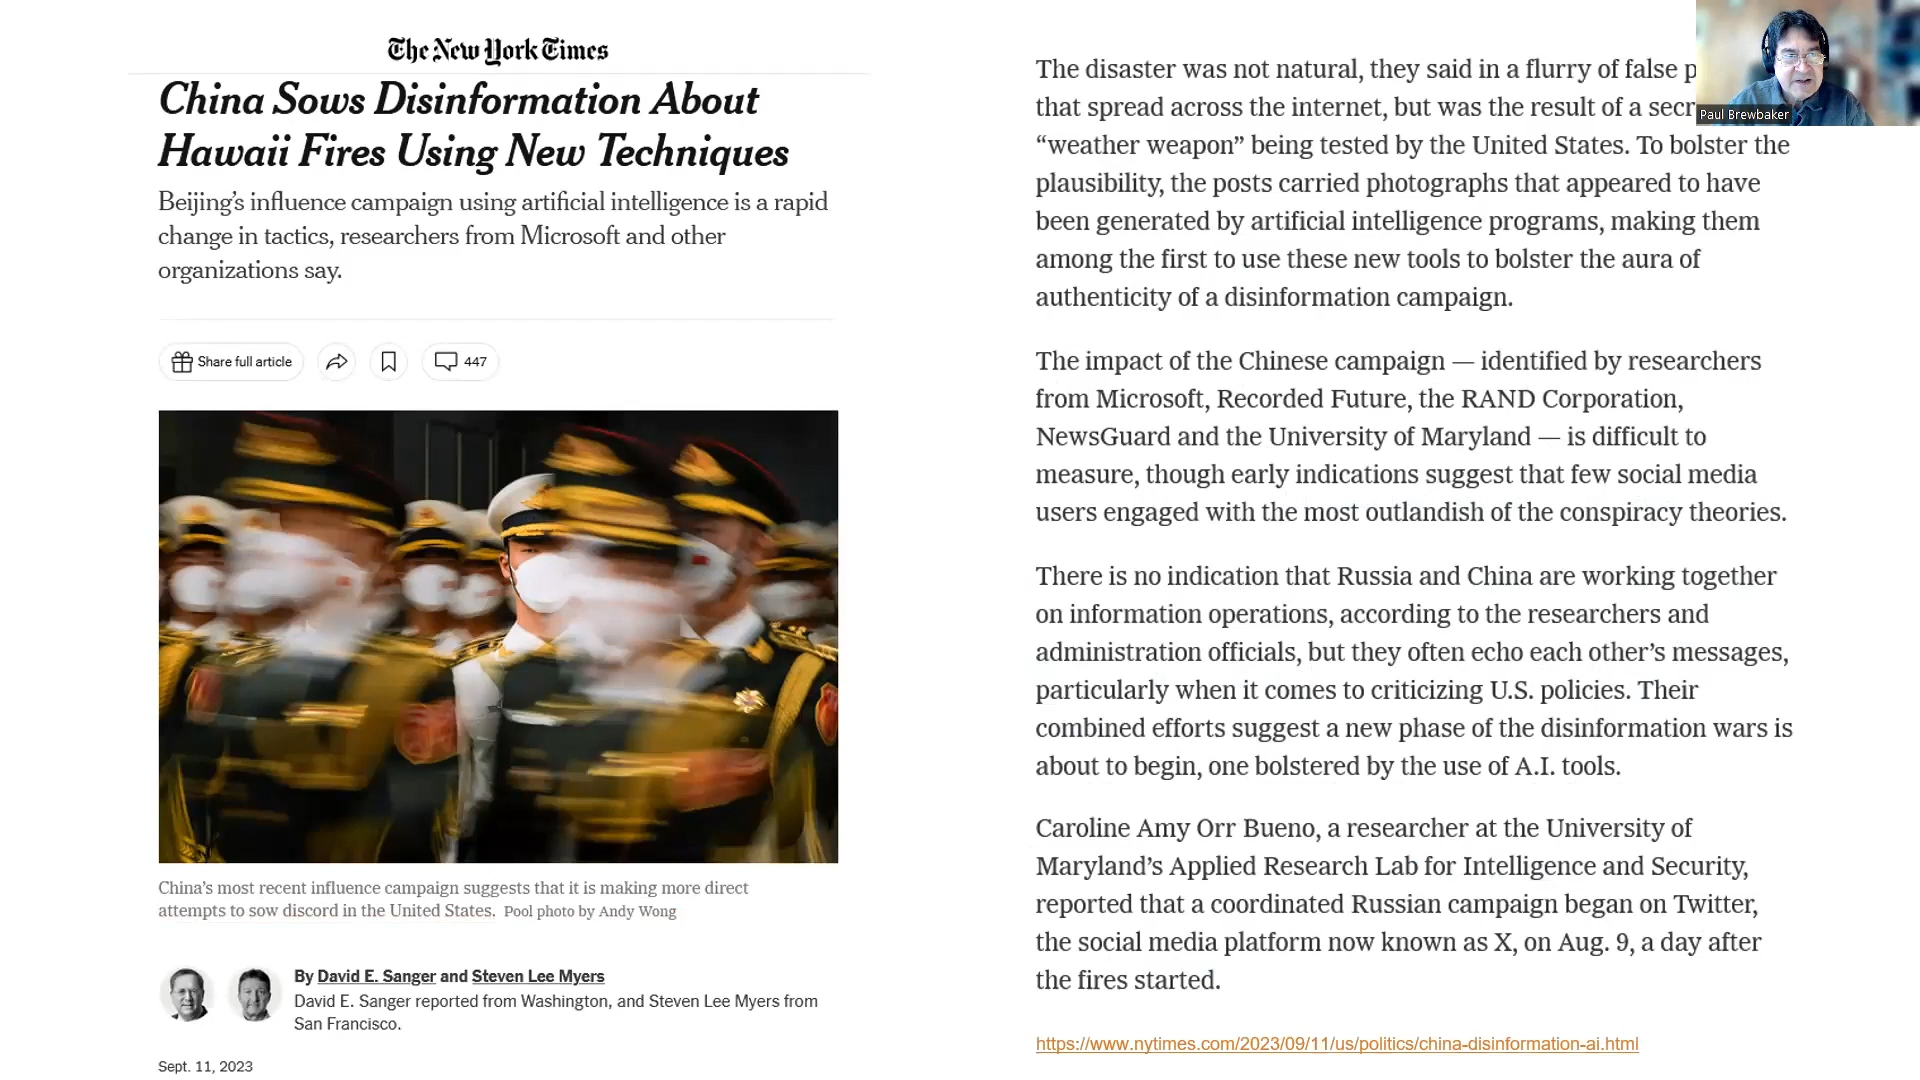 The New York Times
China Sows Disinformation About
Hawaii Fires Using New Techniques
Beijing’s influence campaign using artificial intelligence is a rapid
change in tactics, researchers from Microsoft and other
organizations say.
Share full article
447
China’s most recent influence campaign suggests that it is making more direct
attempts to sow discord in the United States. Pool photo by Andy Wong
By David E. Sanger and Steven Lee Myers
David E. Sanger reported from Washington, and Steven Lee Myers from
San Francisco.
Sept. 11, 2023
The disaster was not natural, they said in a flurry of false p
that spread across the internet, but was the result of a secr
“weather weapon” being tested by the United States. To bolster the
plausibility, the posts carried photographs that appeared to have
been generated by artificial intelligence programs, making them
among the first to use these new tools to bolster the aura of
authenticity of a disinformation campaign.
The impact of the Chinese campaign — identified by researchers
from Microsoft, Recorded Future, the RAND Corporation,
NewsGuard and the University of Maryland — is difficult to
measure, though early indications suggest that few social media
users engaged with the most outlandish of the conspiracy theories.
There is no indication that Russia and China are working together
on information operations, according to the researchers and
administration officials, but they often echo each other’s messages,
particularly when it comes to criticizing U.S. policies. Their
combined efforts suggest a new phase of the disinformation wars is
about to begin, one bolstered by the use of A.I. tools.
Caroline Amy Orr Bueno, a researcher at the University of
Maryland’s Applied Research Lab for Intelligence and Security,
reported that a coordinated Russian campaign began on Twitter,
the social media platform now known as X, on Aug. 9, a day after
the fires started.
https://www.nytimes.com/2023/09/11/us/politics/china-disinformation-ai.html
Paul Brewbaker